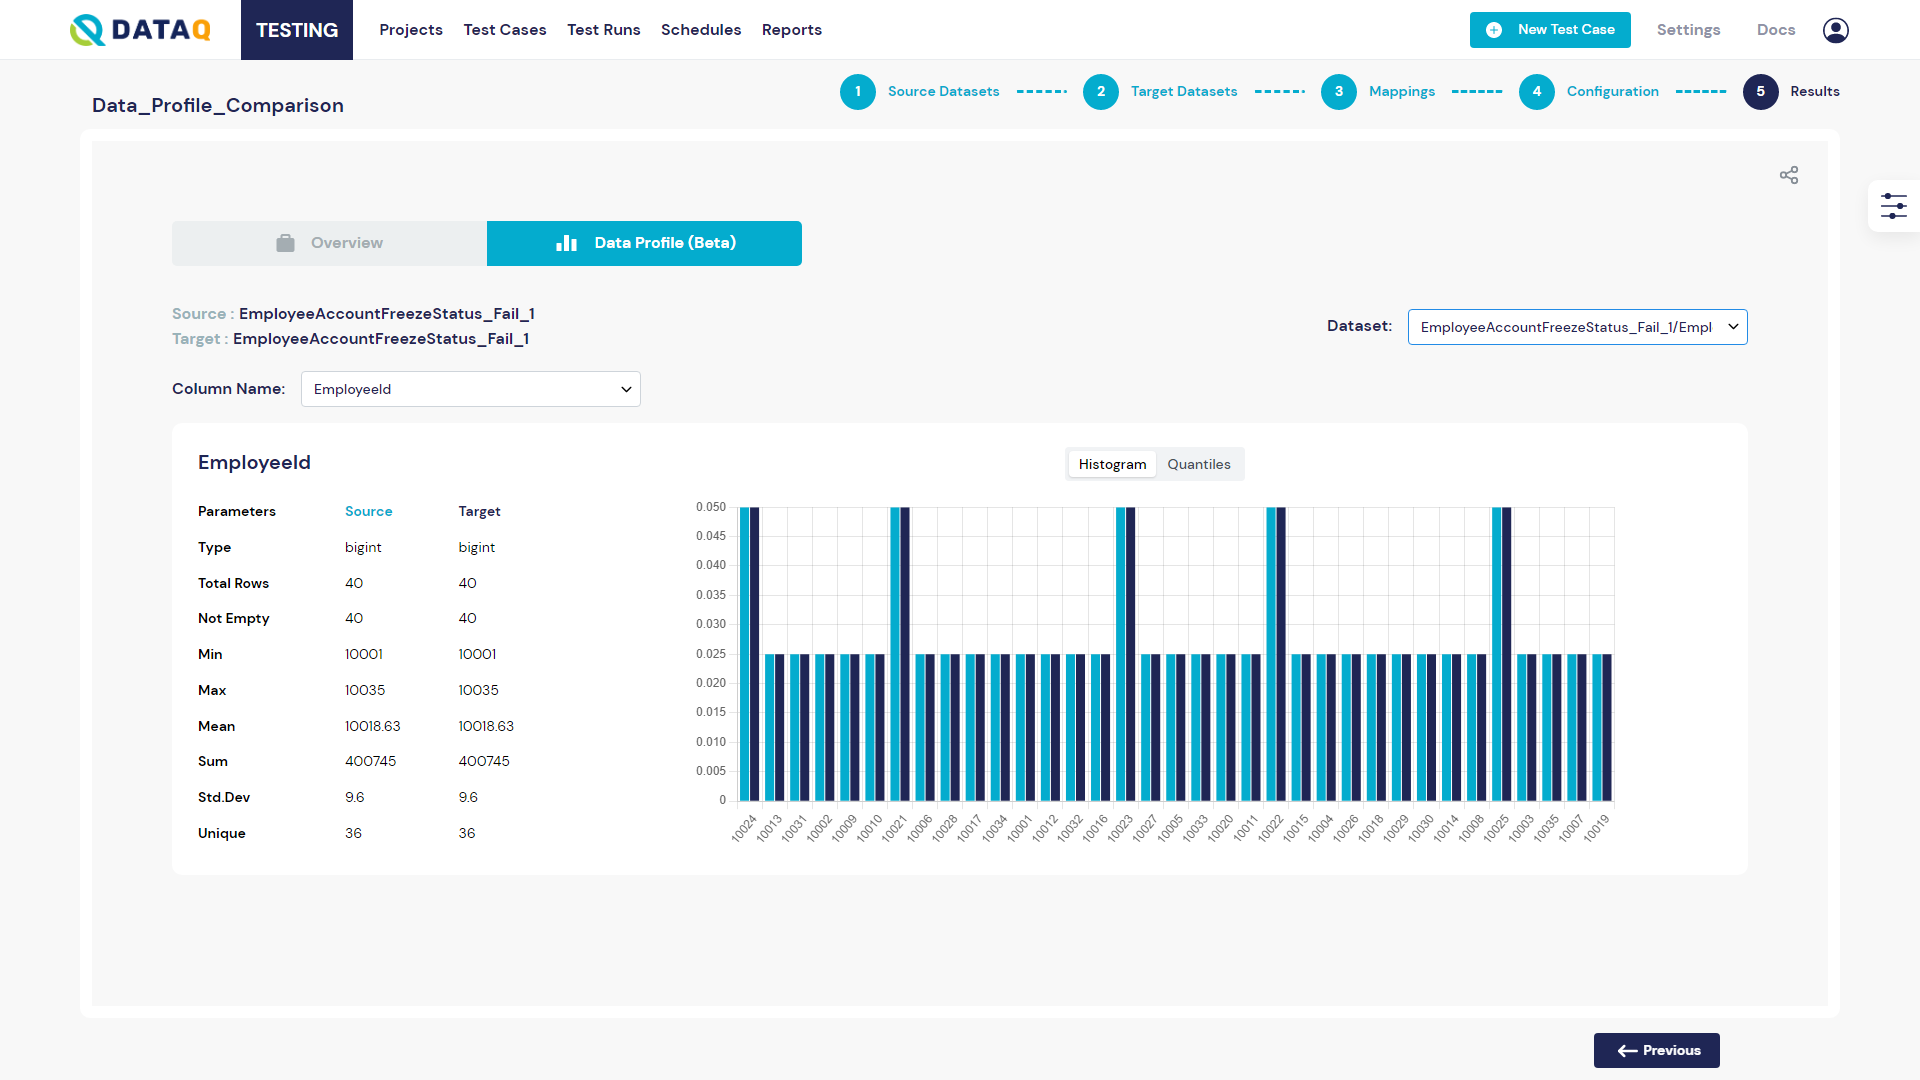 DATAQ
TESTING
Projects
Test Cases
Test Runs
Schedules
Reports
New Test Case
Settings
Docs
Data_Profile_Comparison
1 Source Datasets
2 Target Datasets
3 Mappings
4 Configuration
5 Results
Overview
Data Profile (Beta)
Source : EmployeeAccountFreezeStatus_Fail_1
Target : EmployeeAccountFreezeStatus_Fail_1
Dataset: EmployeeAccountFreezeStatus_Fail_1/Empl
Column Name: EmployeeId
EmployeeId
Histogram
Quantiles
Parameters Source Target
Type bigint bigint
Total Rows 40 40
Not Empty 40 40
Min 10001 10001
Max 10035 10035
Mean 10018.63 10018.63
Sum 400745 400745
Std.Dev 9.6 9.6
Unique 36 36
0.050
0.045
0.040
0.035
0.030
0.025
0.020
0.015
0.010
0.005
0
10024 10013 10031 10002 10009 10010 10021 10006 10028 10017 10034 10001 10012 10032 10016 10023 10027 10005 10033 10020 10011 10022 10015 10004 10026 10018 10029 10030 10014 10008 10025 10003 10035 10007 10019
Previous